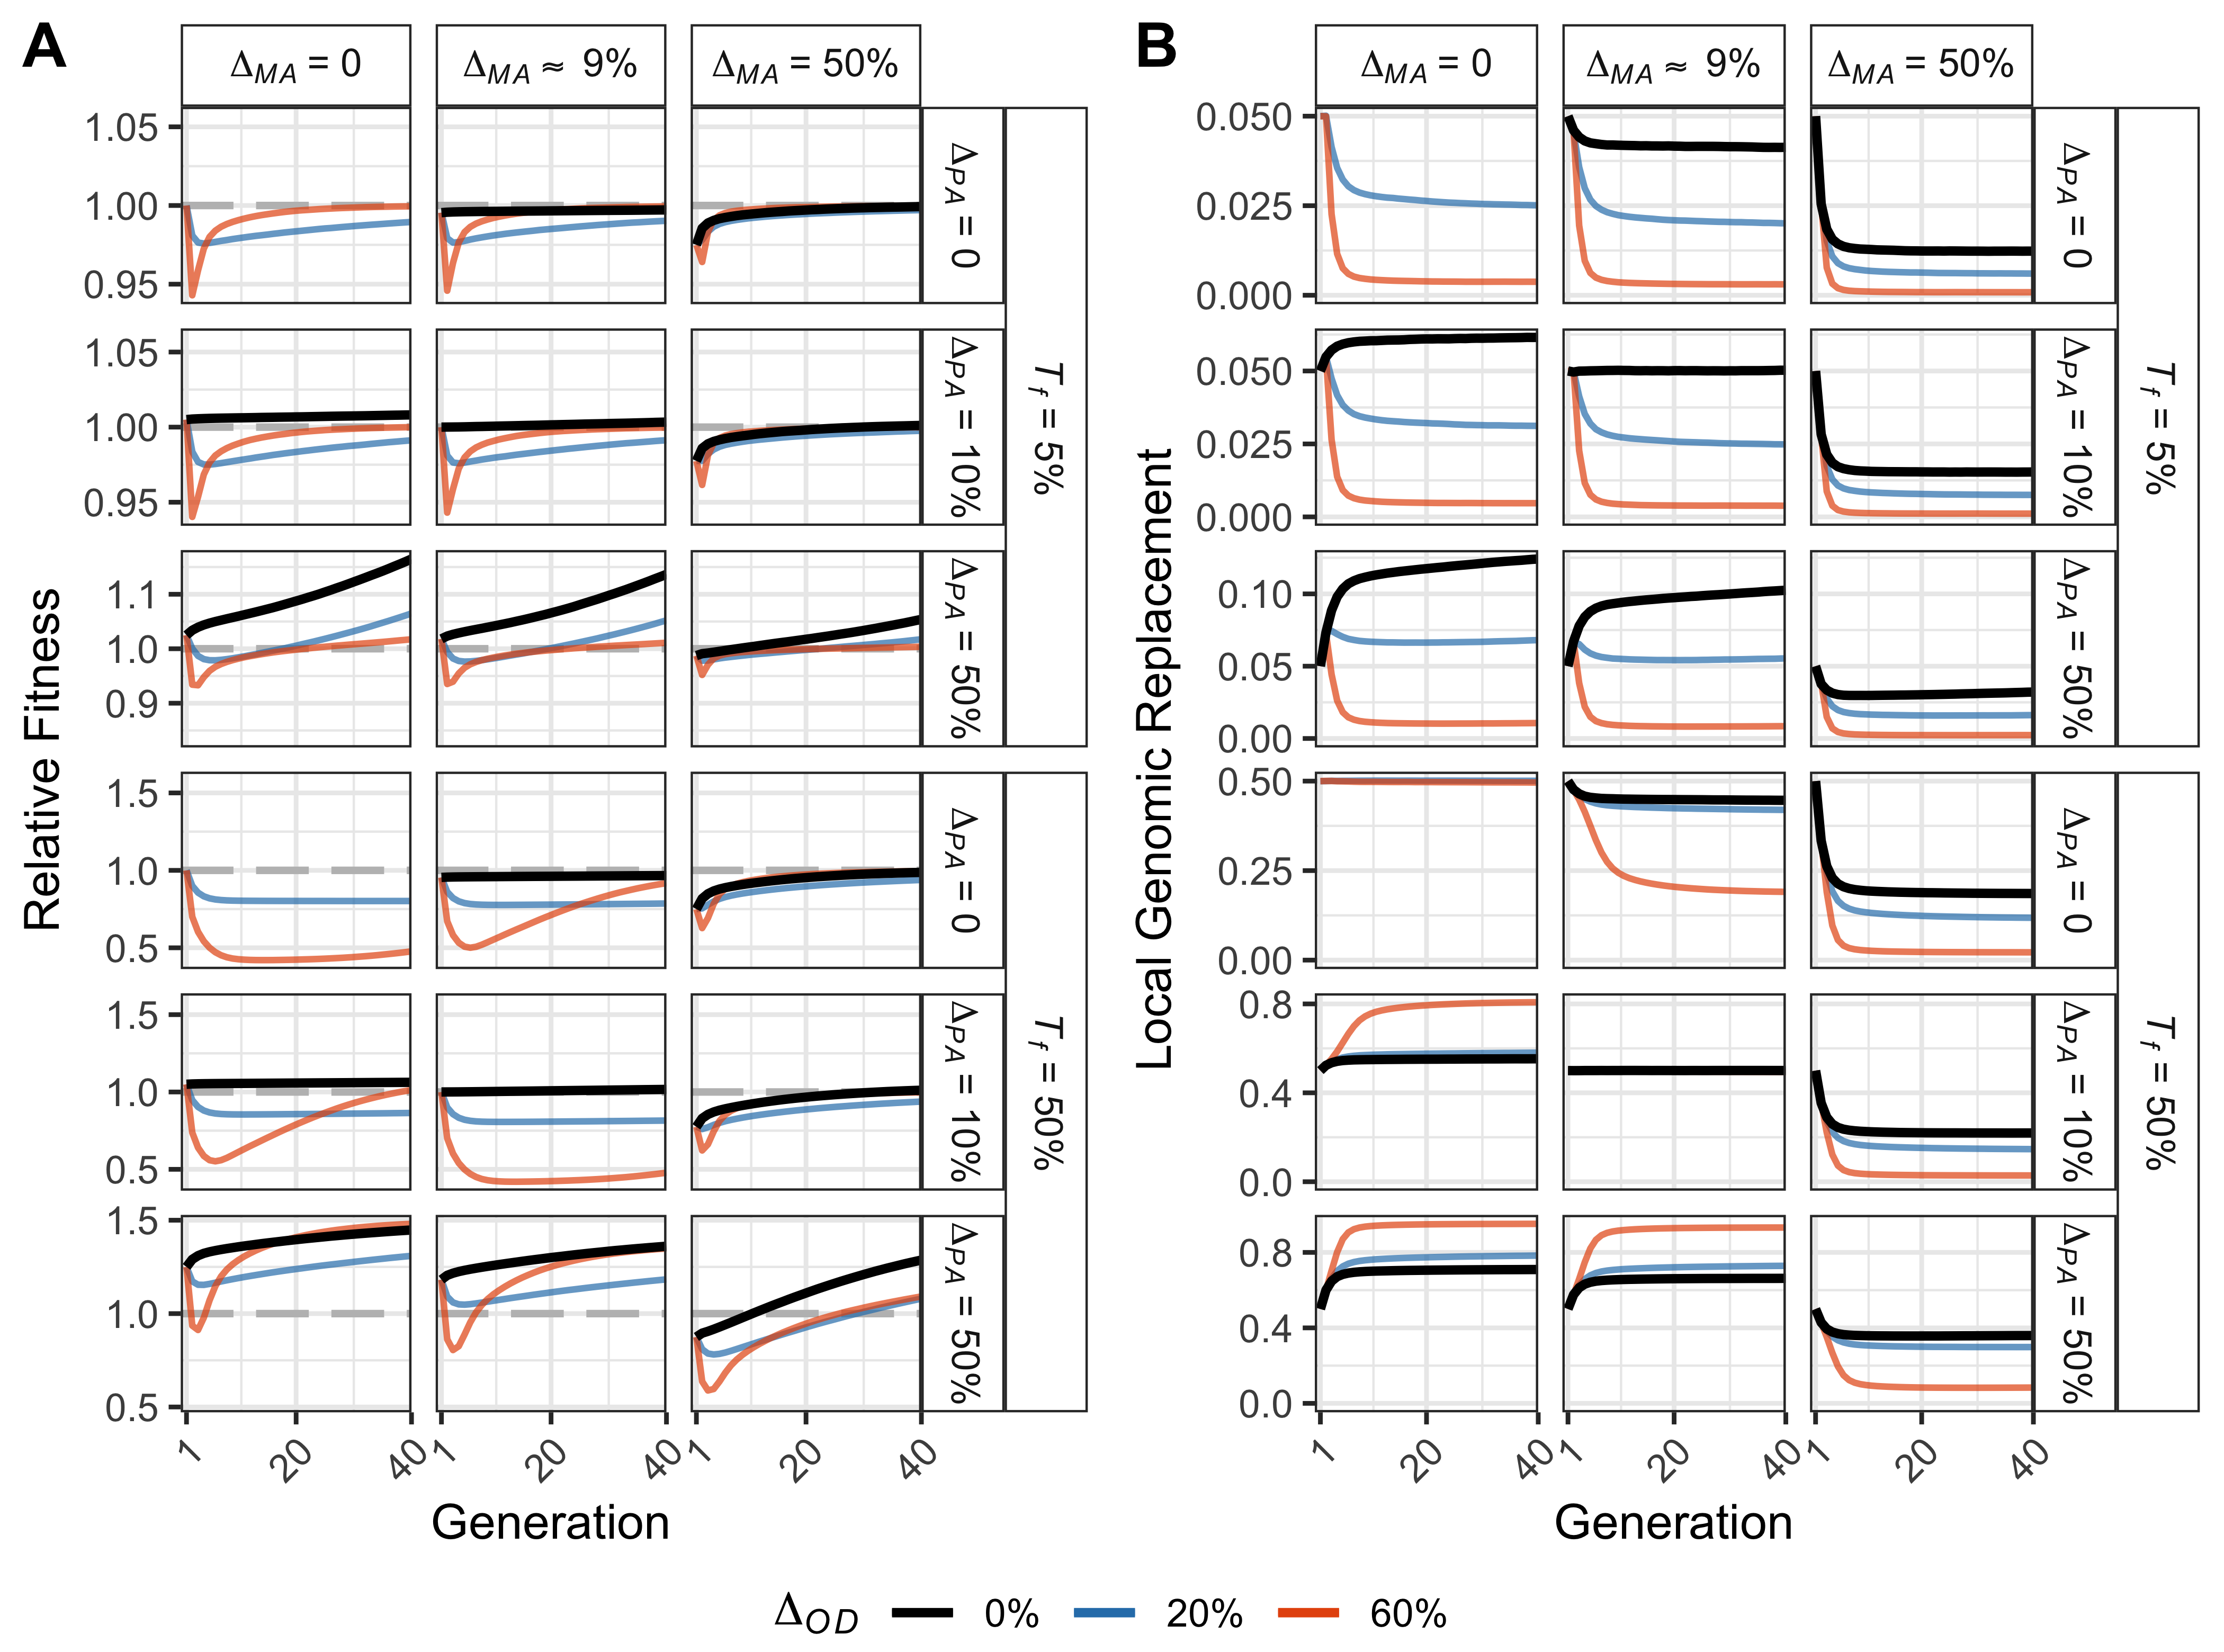 A
Δ_MA = 0
Δ_MA ≈ 9%
Δ_MA = 50%
1.05
1.00
0.95
Δ_PA = 0
1.05
1.00
0.95
Δ_PA = 10%
1.1
1.0
0.9
Δ_PA = 50%
T_f = 5%
1.5
1.0
0.5
Δ_PA = 0
1.5
1.0
0.5
Δ_PA = 10%
1.5
1.0
0.5
Δ_PA = 50%
T_f = 50%
Relative Fitness
1 20 40 1 20 40 1 20 40
Generation
B
Δ_MA = 0
Δ_MA ≈ 9%
Δ_MA = 50%
0.050
0.025
0.000
Δ_PA = 0
0.050
0.025
0.000
Δ_PA = 10%
0.10
0.05
0.00
Δ_PA = 50%
T_f = 5%
0.50
0.25
0.00
Δ_PA = 0
0.8
0.4
0.0
Δ_PA = 10%
0.8
0.4
0.0
Δ_PA = 50%
T_f = 50%
Local Genomic Replacement
1 20 40 1 20 40 1 20 40
Generation
Δ_OD 0% 20% 60%